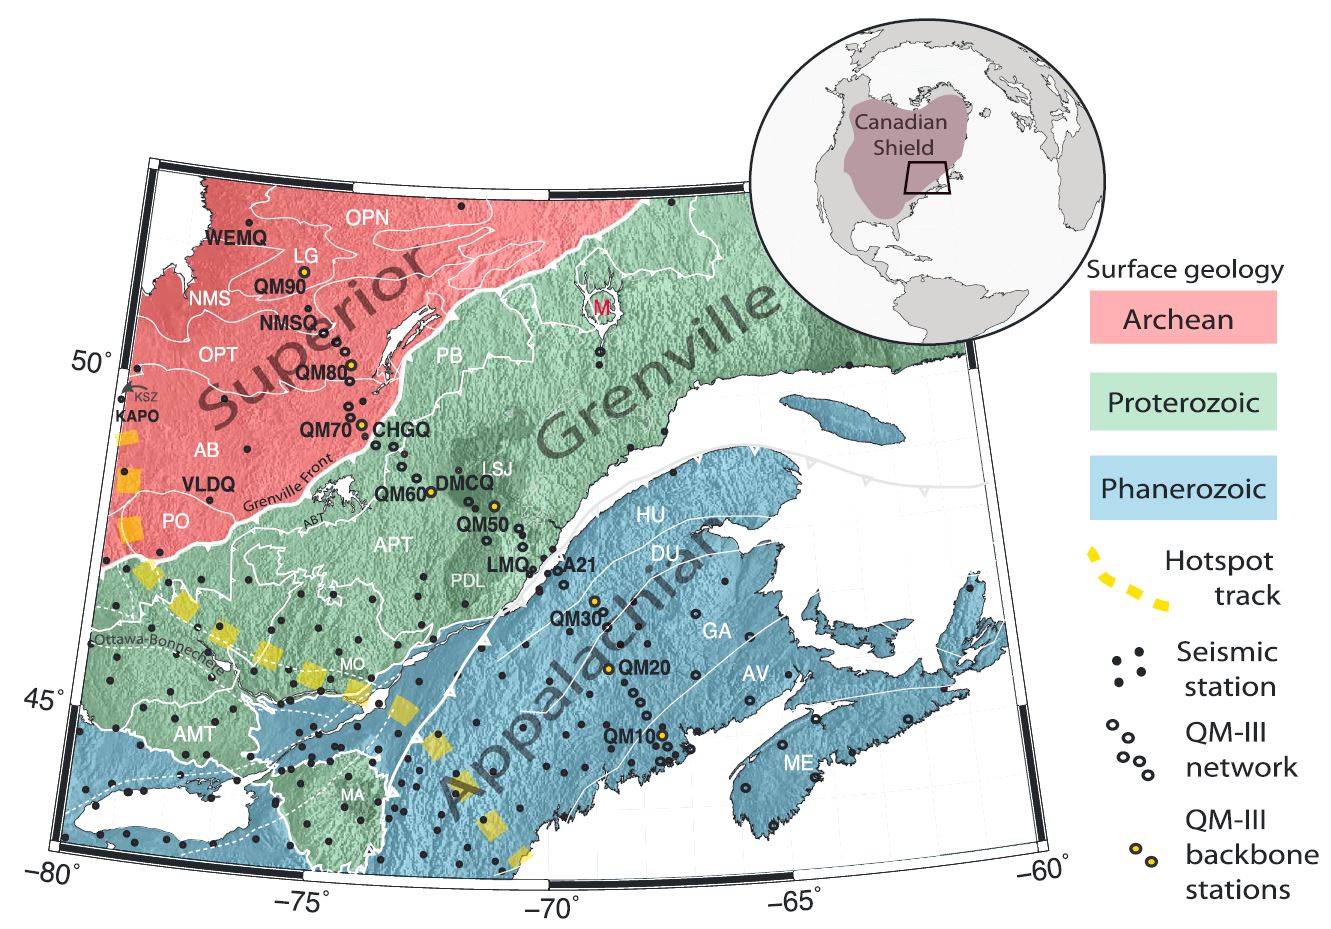 Canadian
Shield
OPN
WEMQ
LG
QM90
NMS
NMSQ
Superior
M
Grenville
50°
OPT
QM80
PB
KSZ
KAPO
QM70
CHGQ
AB
Grenville Front
LSJ
VLDQ
QM60
DMCQ
ABT
PO
QM50
HU
APT
DU
LMQ
A21
PDL
QM30
Ottawa-Bonnechere
GA
MO
QM20
AV
Appalachian
45°
AMT
QM10
ME
MA
−80°
−75°
−70°
−65°
−60°
Surface geology
Archean
Proterozoic
Phanerozoic
Hotspot
track
Seismic
station
QM-III
network
QM-III
backbone
stations